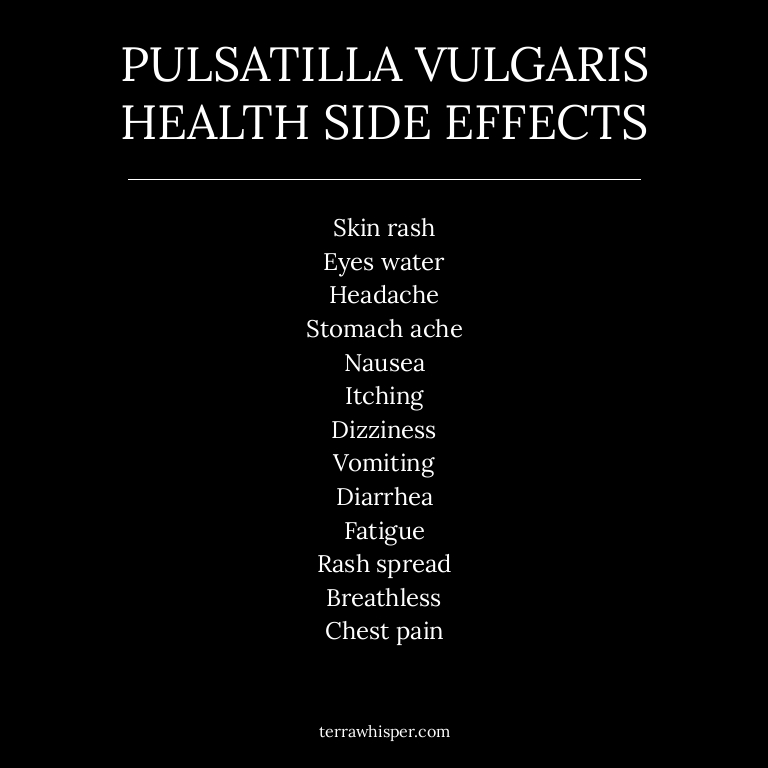 PULSATILLA VULGARIS
HEALTH SIDE EFFECTS
Skin rash
Eyes water
Headache
Stomach ache
Nausea
Itching
Dizziness
Vomiting
Diarrhea
Fatigue
Rash spread
Breathless
Chest pain
terrawhisper.com